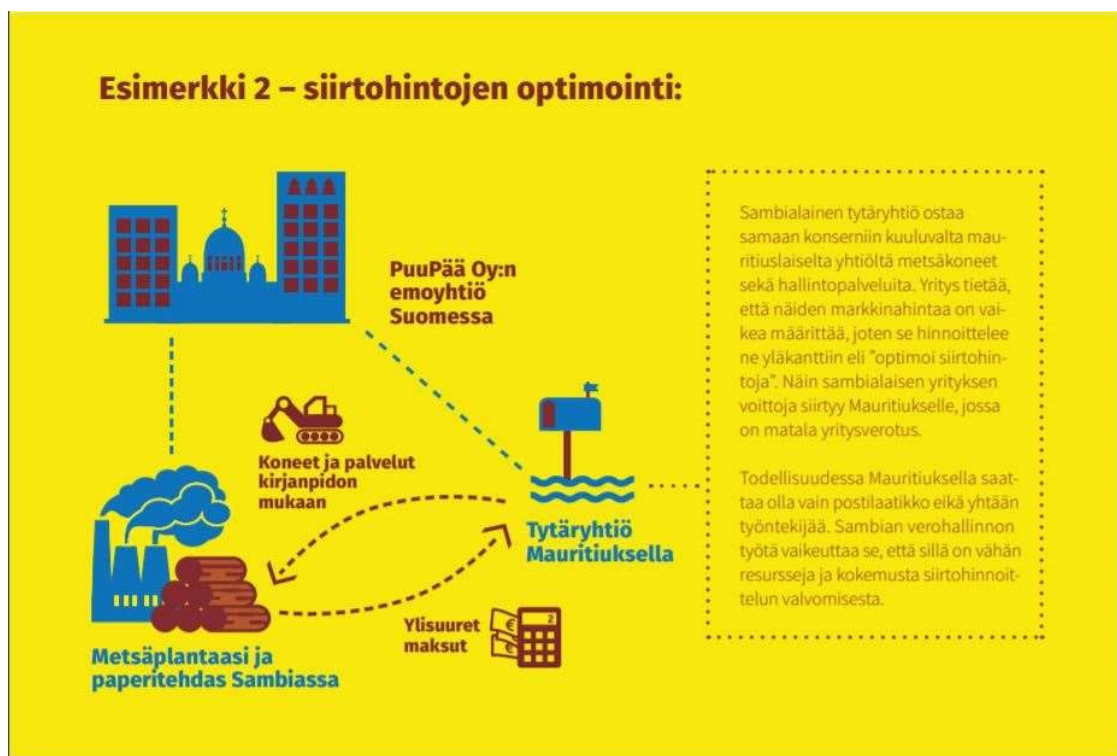 Esimerkki 2 – siirtohintojen optimointi:
PuuPää Oy:n
emoyhtiö
Suomessa
Koneet ja palvelut
kirjanpidon
mukaan
Tytäryhtiö
Mauritiuksella
Ylisuuret
maksut
2
€
€
Metsäplantaasi ja
paperitehdas Sambiassa
Sambialainen tytäryhtiö ostaa
samaan konserniin kuuluvalta mau-
ritiuslaiselta yhtiöltä metsäkoneet
sekä hallintopalveluita. Yritys tietää,
että näiden markkinahintaa on vai-
kea määrittää, joten se hinnoittelee
ne yläkanttiin eli ”optimoi siirtohin-
toja”. Näin sambialaisen yrityksen
voittoja siirtyy Mauritiukselle, jossa
on matala yritysverotus.
Todellisuudessa Mauritiuksella saat-
taa olla vain postilaatikko eikä yhtään
työntekijää. Sambian verohallinnon
työtä vaikeuttaa se, että sillä on vähän
resursseja ja kokemusta siirtohinnoit-
telun valvomisesta.